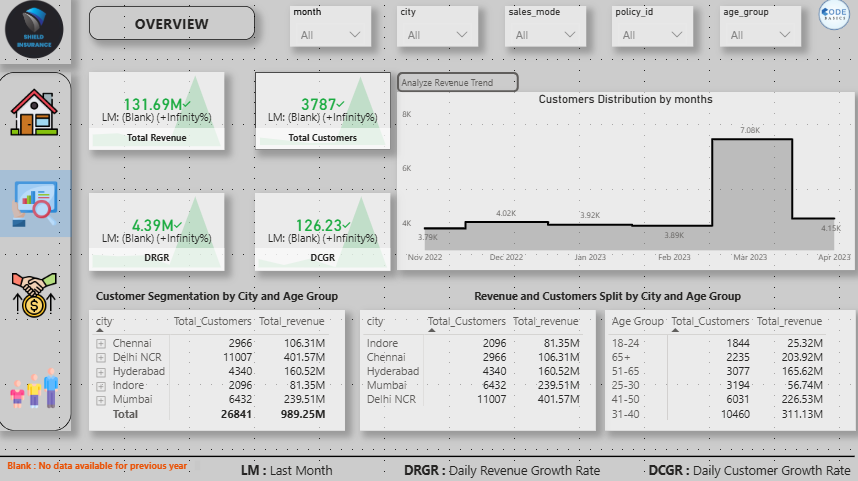 SHIELD
INSURANCE
OVERVIEW
month
All
city
All
sales_mode
All
policy_id
All
age_group
All
CODE
BASICS
131.69M✓
LM: (Blank) (+Infinity%)
Total Revenue
3787✓
LM: (Blank) (+Infinity%)
Total Customers
4.39M✓
LM: (Blank) (+Infinity%)
DRGR
126.23✓
LM: (Blank) (+Infinity%)
DCGR
Analyze Revenue Trend
Customers Distribution by months
8K
6K
4K
3.79K
4.02K
3.92K
3.89K
7.08K
4.15K
Nov 2022 Dec 2022 Jan 2023 Feb 2023 Mar 2023 Apr 2023
Customer Segmentation by City and Age Group
city Total_Customers Total_revenue
Chennai 2966 106.31M
Delhi NCR 11007 401.57M
Hyderabad 4340 160.52M
Indore 2096 81.35M
Mumbai 6432 239.51M
Total 26841 989.25M
Revenue and Customers Split by City and Age Group
city Total_Customers Total_revenue
Indore 2096 81.35M
Chennai 2966 106.31M
Hyderabad 4340 160.52M
Mumbai 6432 239.51M
Delhi NCR 11007 401.57M
Age Group Total_Customers Total_revenue
18-24 1844 25.32M
65+ 2235 203.92M
51-65 3077 165.62M
25-30 3194 56.74M
41-50 6031 226.53M
31-40 10460 311.13M
Blank : No data available for previous year
LM : Last Month
DRGR : Daily Revenue Growth Rate
DCGR : Daily Customer Growth Rate